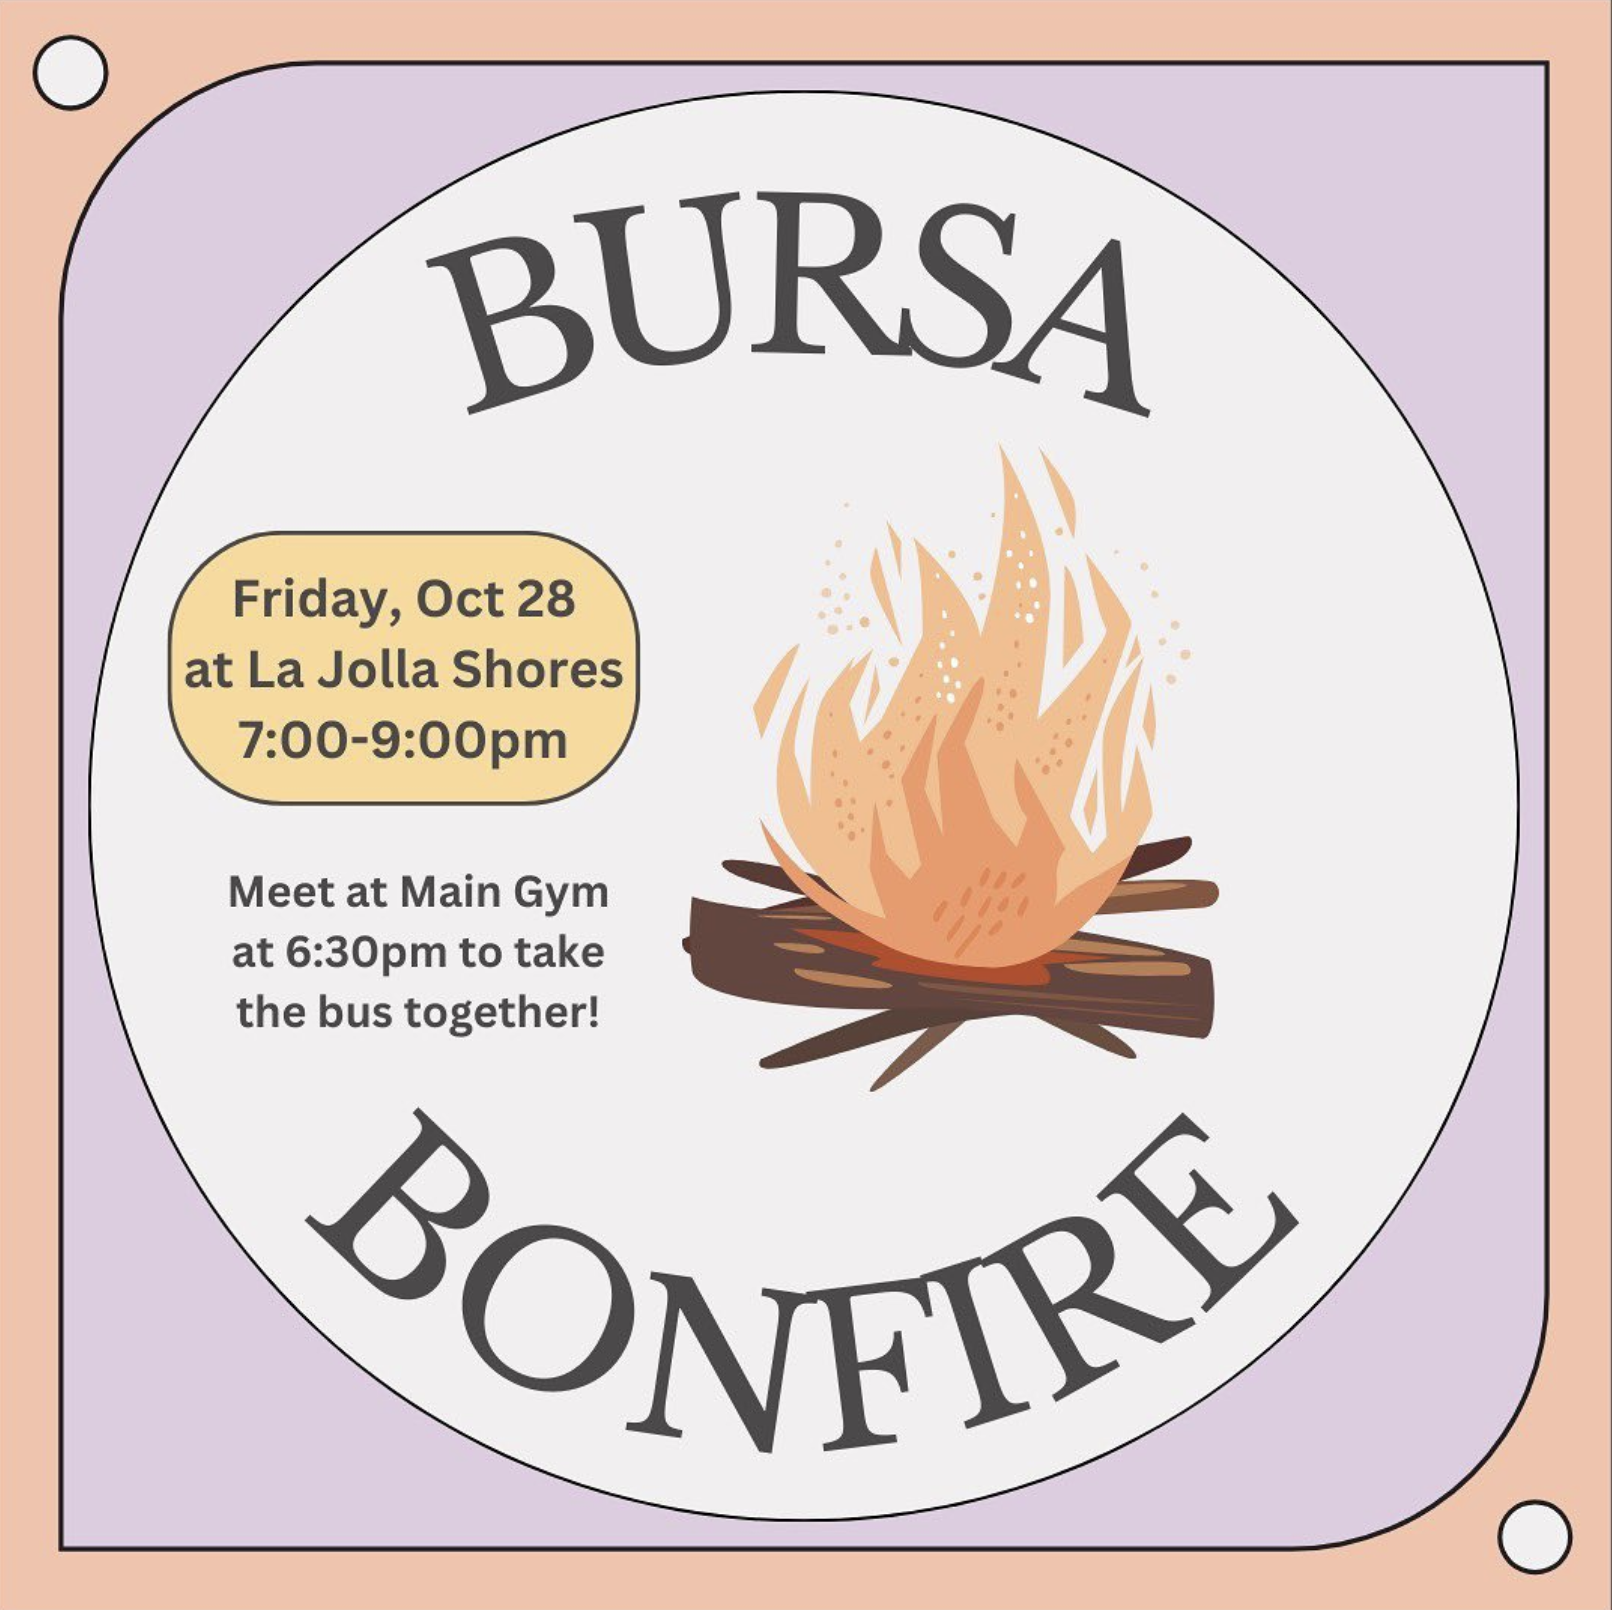 BURSA
Friday, Oct 28
at La Jolla Shores
7:00-9:00pm
Meet at Main Gym
at 6:30pm to take
the bus together!
BONFIRE